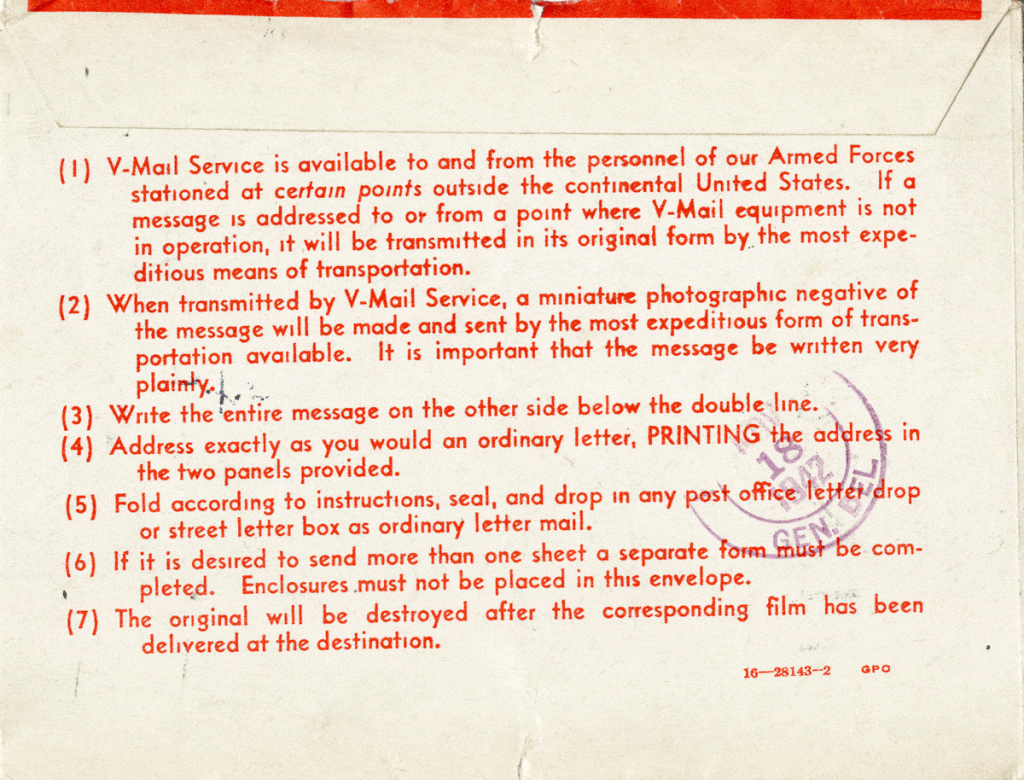 (1) V-Mail Service is available to and from the personnel of our Armed Forces
stationed at certain points outside the continental United States. If a
message is addressed to or from a point where V-Mail equipment is not
in operation, it will be transmitted in its original form by the most expe-
ditious means of transportation.
(2) When transmitted by V-Mail Service, a miniature photographic negative of
the message will be made and sent by the most expeditious form of trans-
portation available. It is important that the message be written very
plainly.
(3) Write the entire message on the other side below the double line.
(4) Address exactly as you would an ordinary letter, PRINTING the address in
the two panels provided.
(5) Fold according to instructions, seal, and drop in any post office letter drop
or street letter box as ordinary letter mail.
(6) If it is desired to send more than one sheet a separate form must be com-
pleted. Enclosures must not be placed in this envelope.
(7) The original will be destroyed after the corresponding film has been
delivered at the destination.
16—28143-2 GPO
18
1942
GEN. DEL